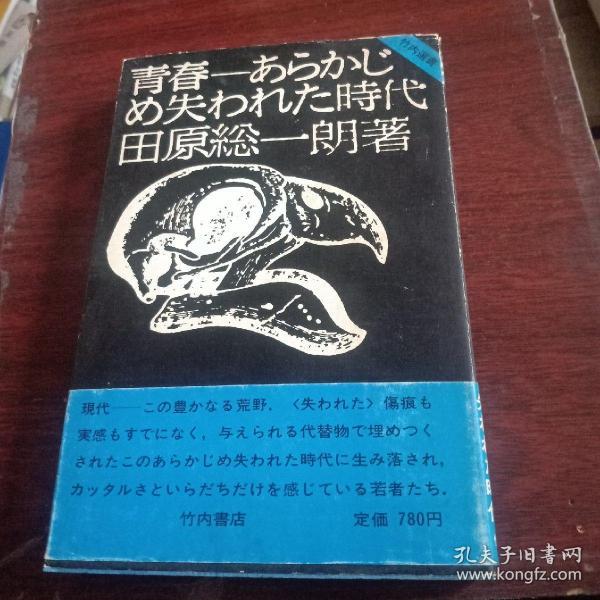 竹内選書
青春—あらかじ
め失われた時代
田原総一朗著
現代——この豊かなる荒野.〈失われた〉傷痕も
実感もすでになく,与えられる代替物で埋めつく
されたこのあらかじめ失われた時代に生み落され,
カッタルさといらだちだけを感じている若者たち.
竹内書店 定価 780円
孔夫子旧书网
www.kongfz.com